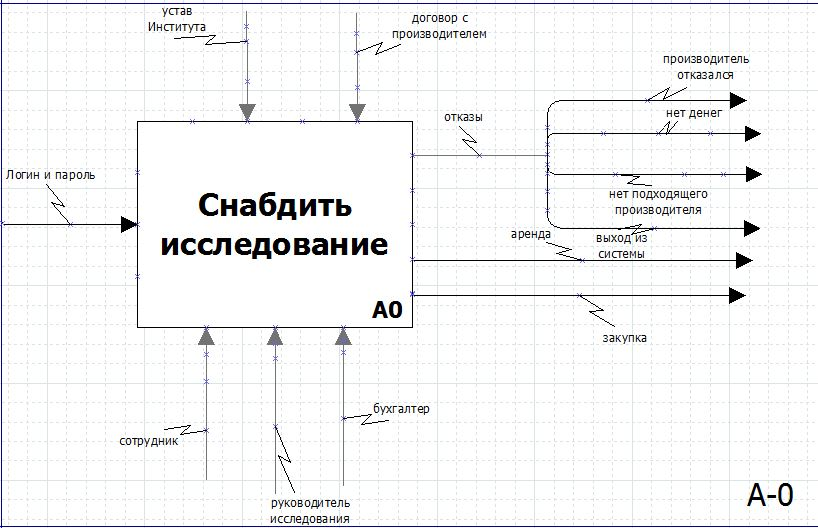 устав
Института
договор с
производителем
производитель
отказался
нет денег
отказы
Логин и пароль
нет подходящего
производителя
Снабдить
исследование
аренда
выход из
системы
A0
закупка
бухгалтер
сотрудник
руководитель
исследования
A-0